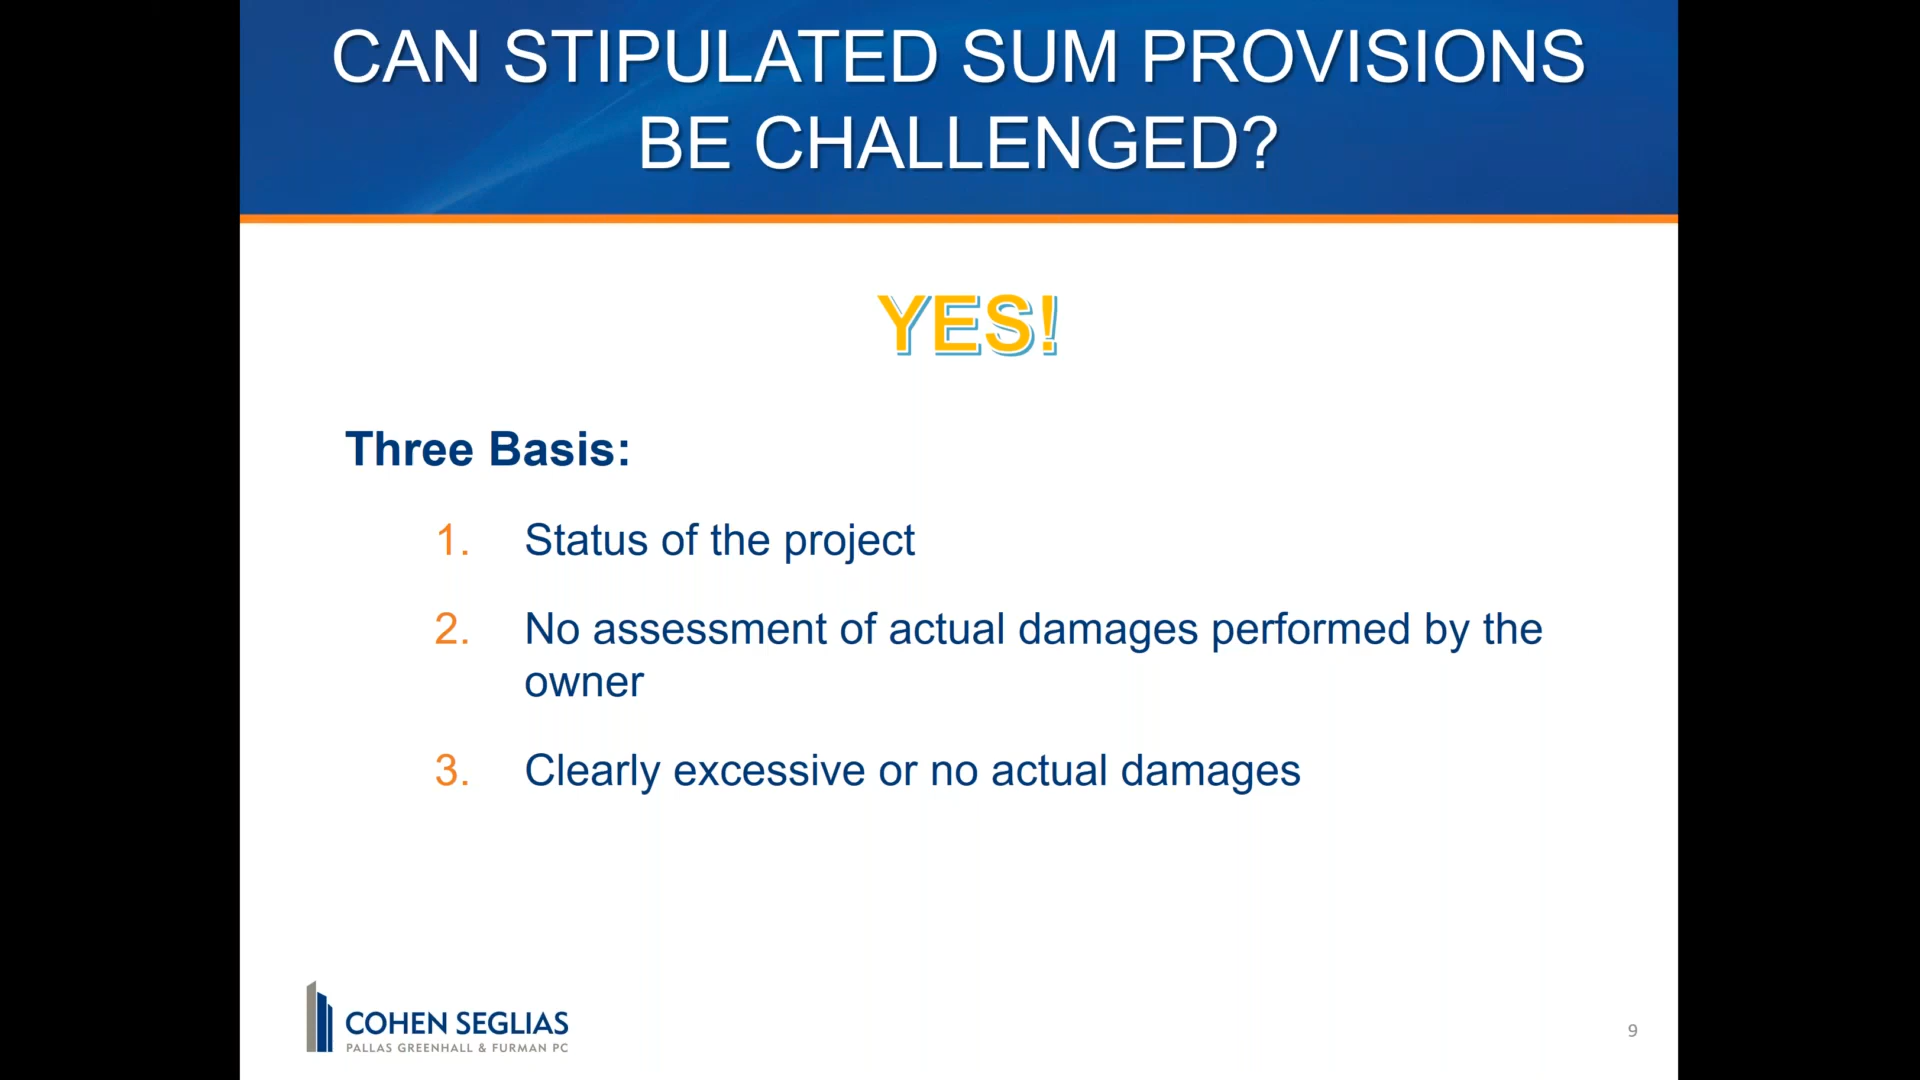 CAN STIPULATED SUM PROVISIONS
BE CHALLENGED?
YES!
Three Basis:
1. Status of the project
2. No assessment of actual damages performed by the
owner
3. Clearly excessive or no actual damages
COHEN SEGLIAS
PALLAS GREENHALL & FURMAN PC
9